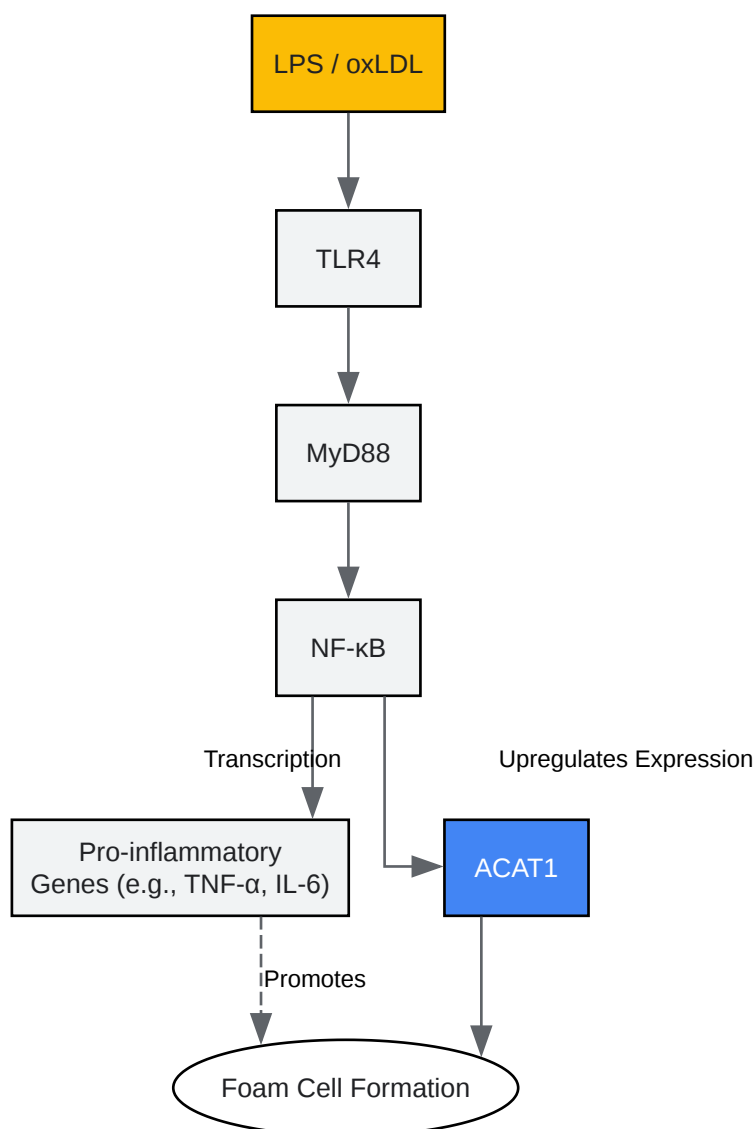 LPS / oxLDL
TLR4
MyD88
NF-κB
Transcription
Upregulates Expression
Pro-inflammatory
Genes (e.g., TNF-α, IL-6)
ACAT1
Promotes
Foam Cell Formation